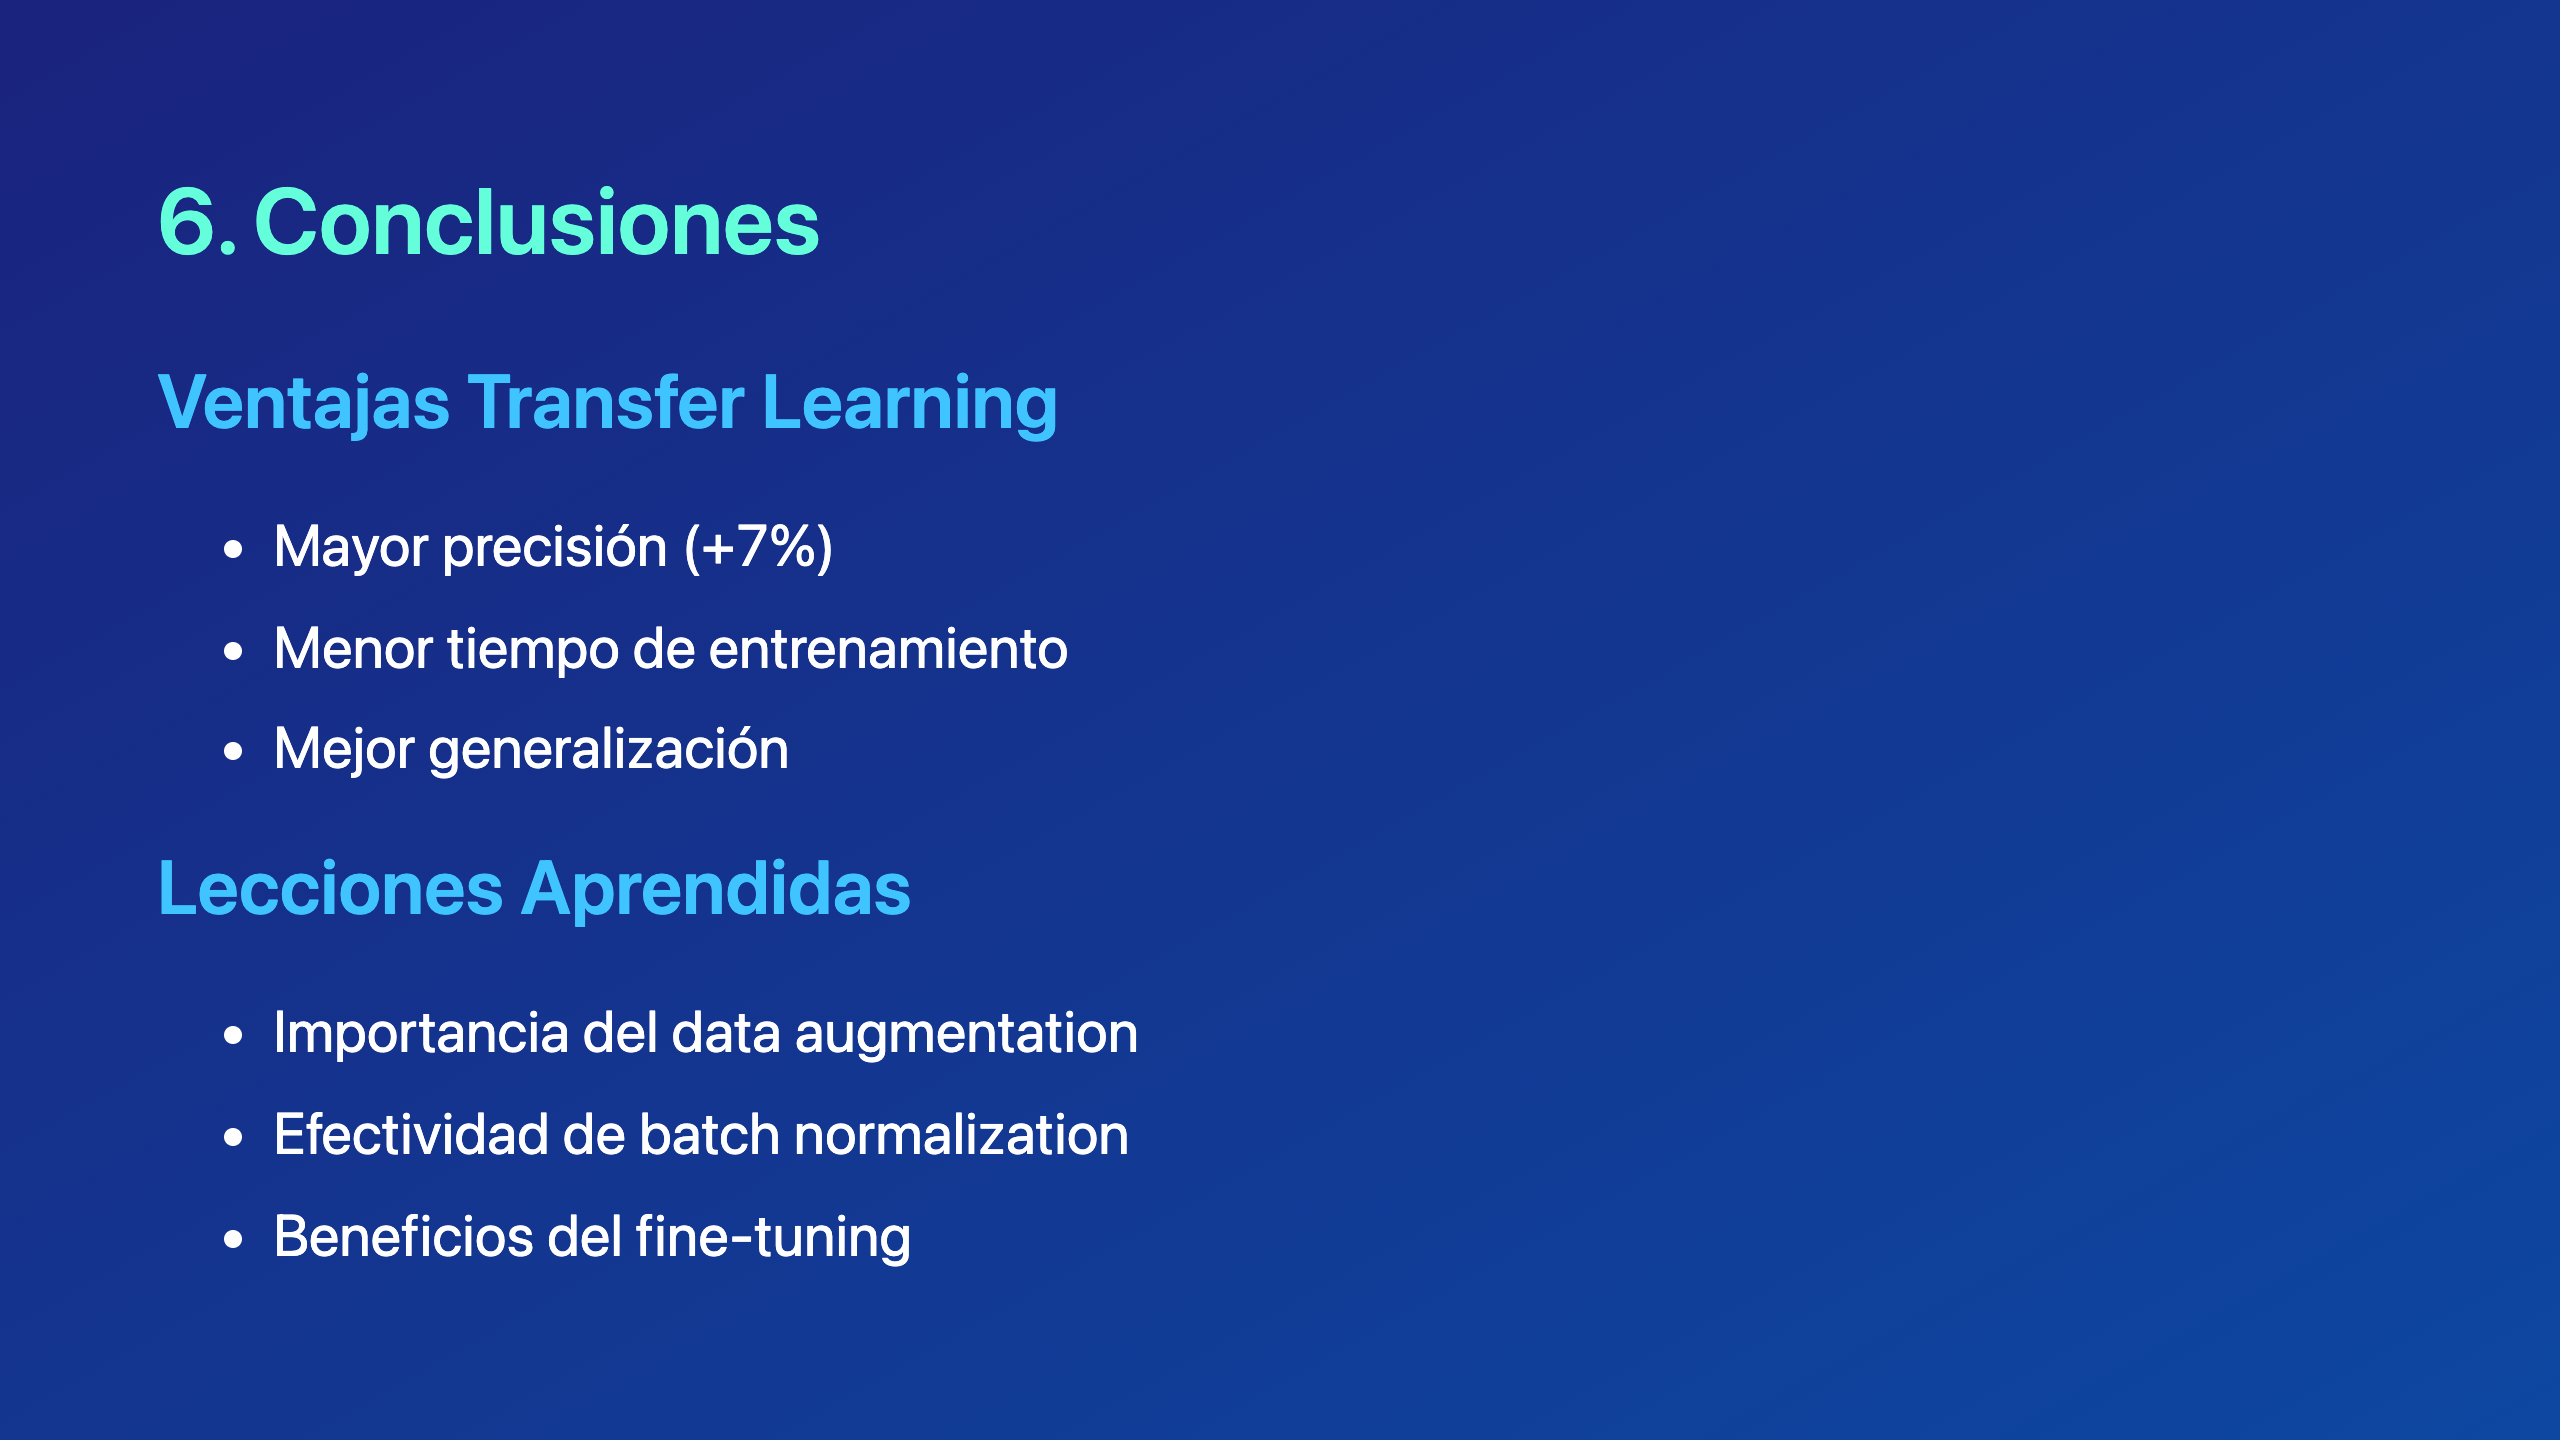 6. Conclusiones
Ventajas Transfer Learning
• Mayor precisión (+7%)
• Menor tiempo de entrenamiento
• Mejor generalización
Lecciones Aprendidas
• Importancia del data augmentation
• Efectividad de batch normalization
• Beneficios del fine-tuning